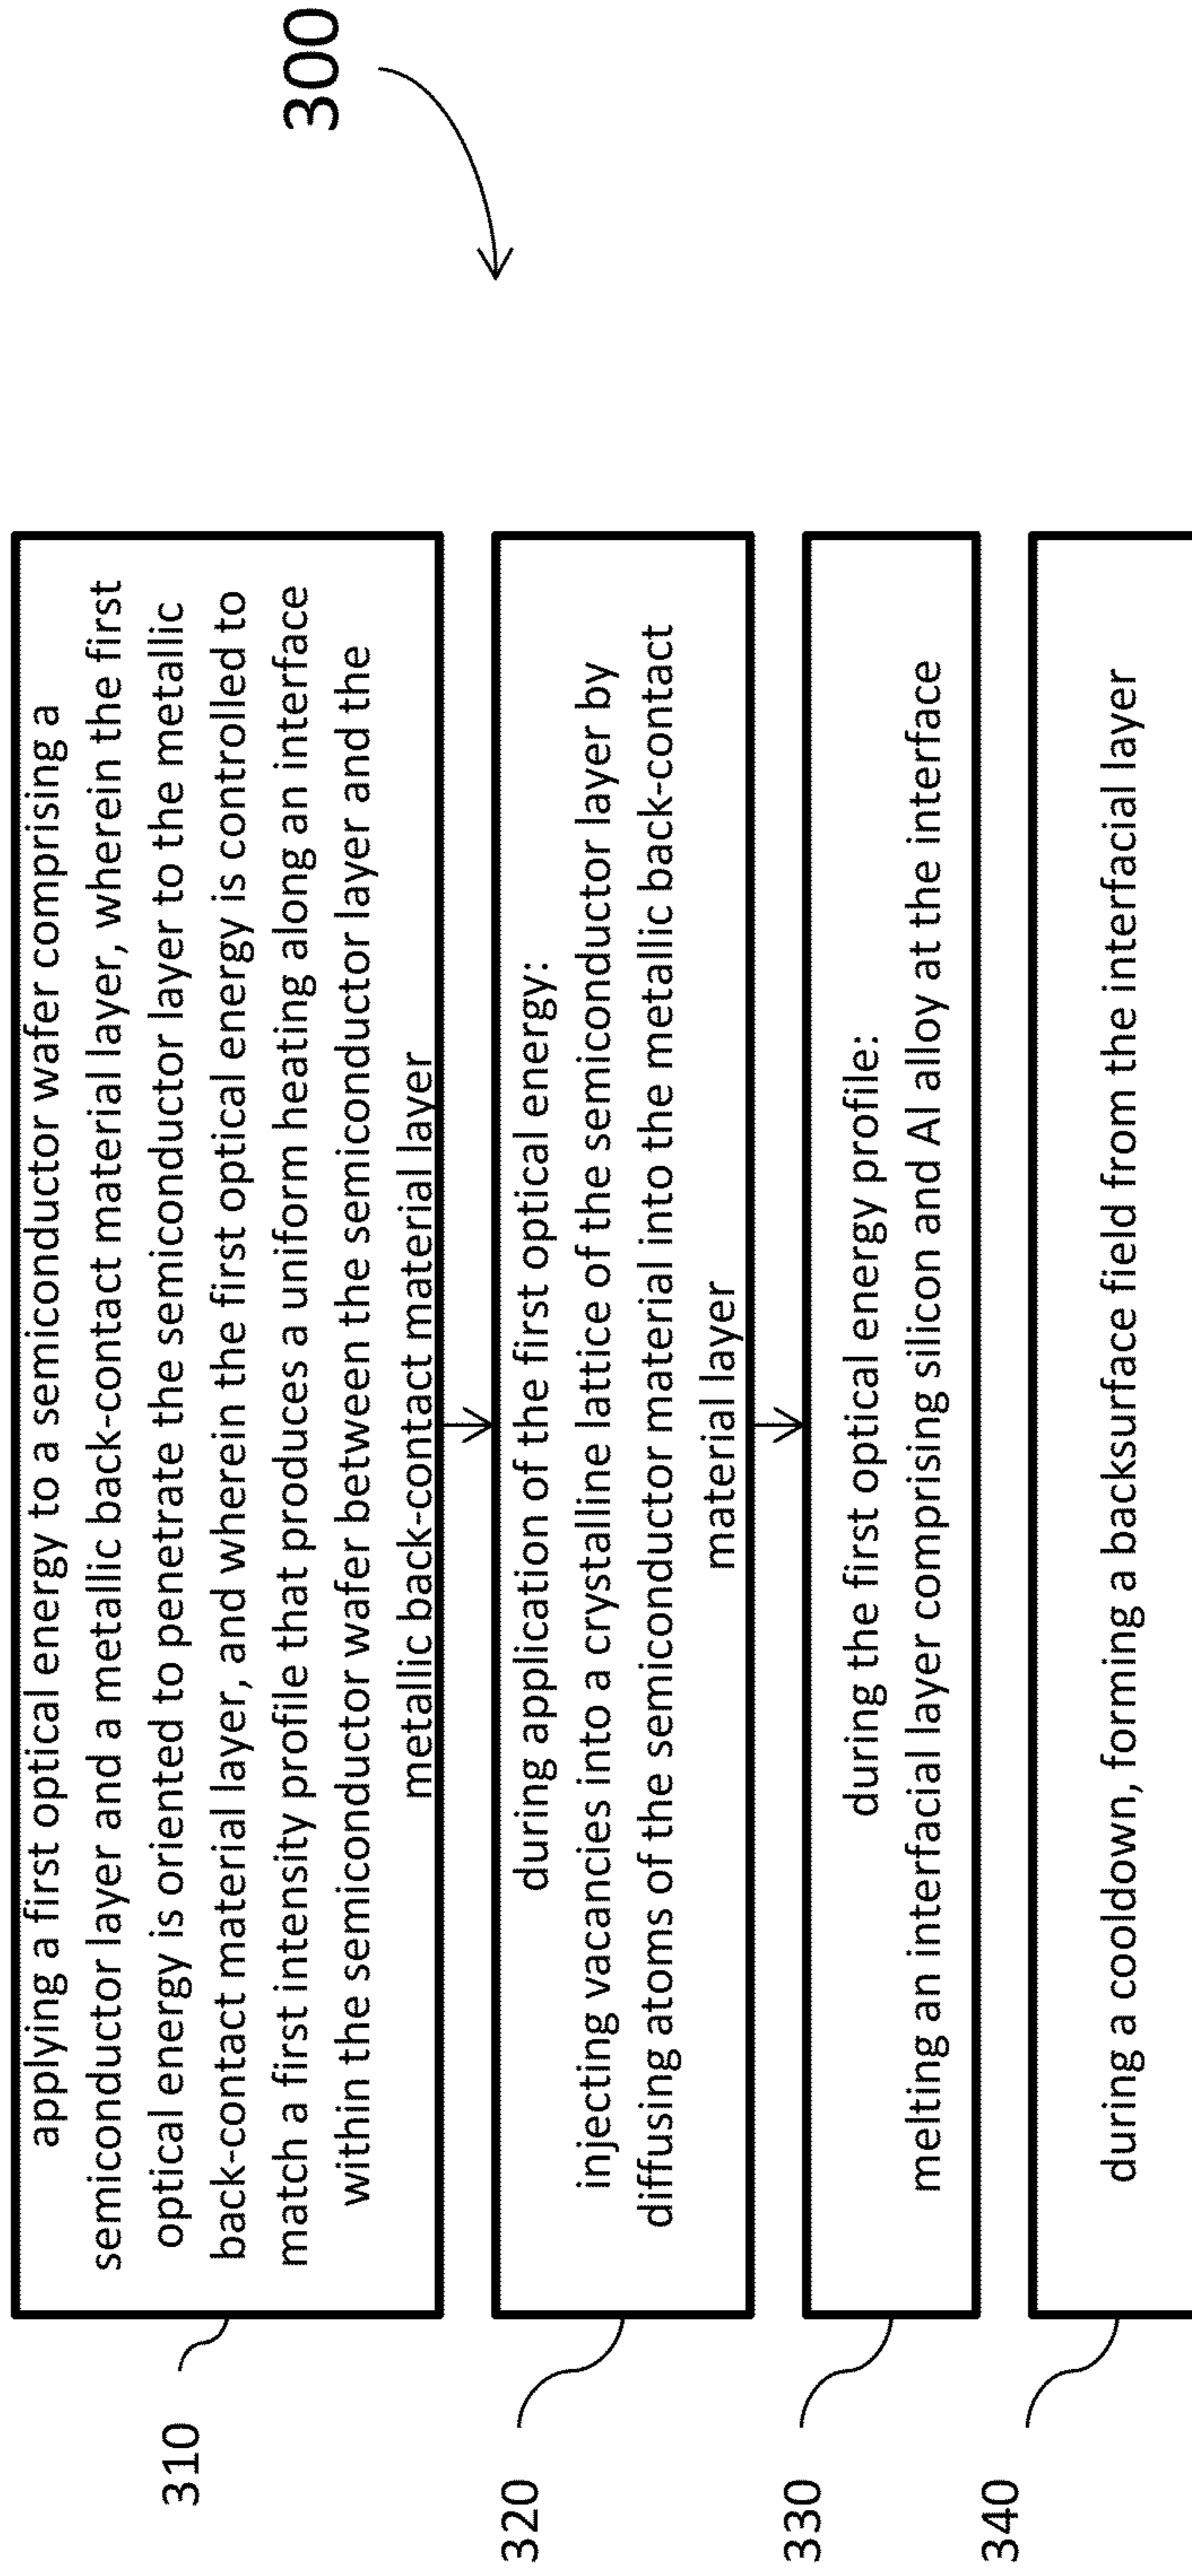 300
310
applying a first optical energy to a semiconductor wafer comprising a
semiconductor layer and a metallic back-contact material layer, wherein the first
optical energy is oriented to penetrate the semiconductor layer to the metallic
back-contact material layer, and wherein the first optical energy is controlled to
match a first intensity profile that produces a uniform heating along an interface
within the semiconductor wafer between the semiconductor layer and the
metallic back-contact material layer
320
during application of the first optical energy:
injecting vacancies into a crystalline lattice of the semiconductor layer by
diffusing atoms of the semiconductor material into the metallic back-contact
material layer
330
during the first optical energy profile:
melting an interfacial layer comprising silicon and Al alloy at the interface
340
during a cooldown, forming a backsurface field from the interfacial layer